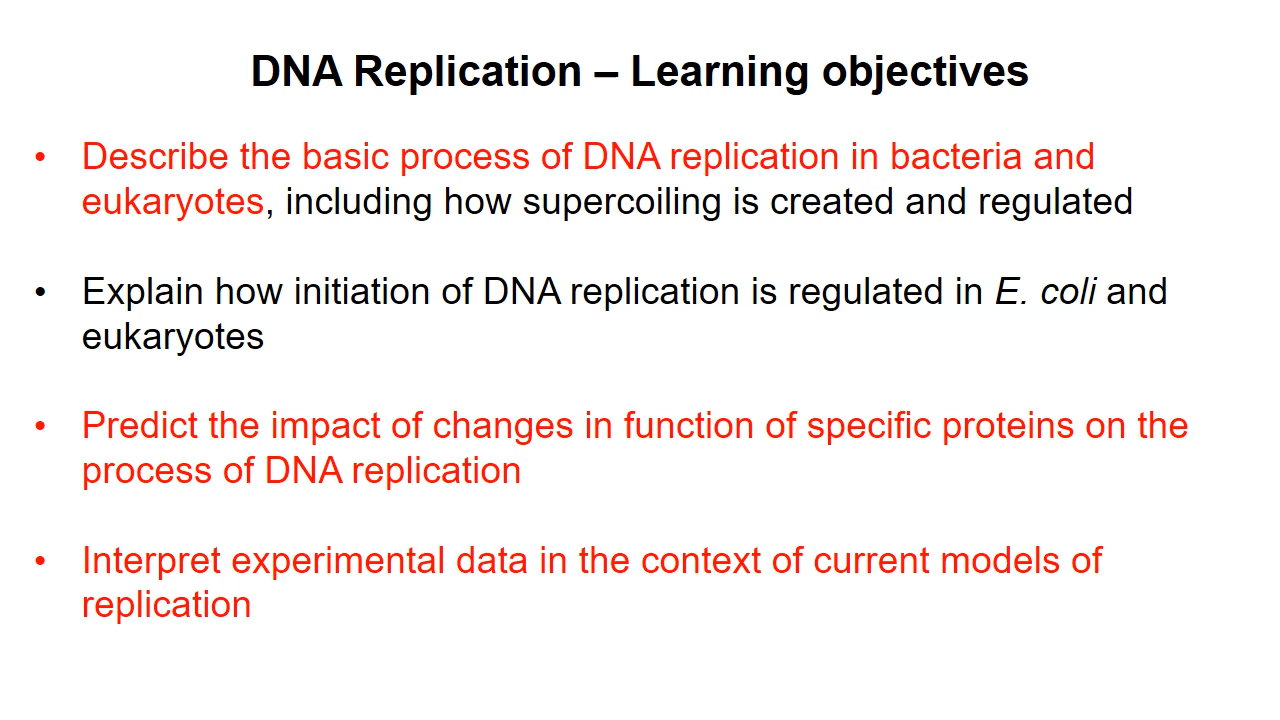 DNA Replication – Learning objectives
• Describe the basic process of DNA replication in bacteria and
eukaryotes, including how supercoiling is created and regulated
• Explain how initiation of DNA replication is regulated in E. coli and
eukaryotes
• Predict the impact of changes in function of specific proteins on the
process of DNA replication
• Interpret experimental data in the context of current models of
replication